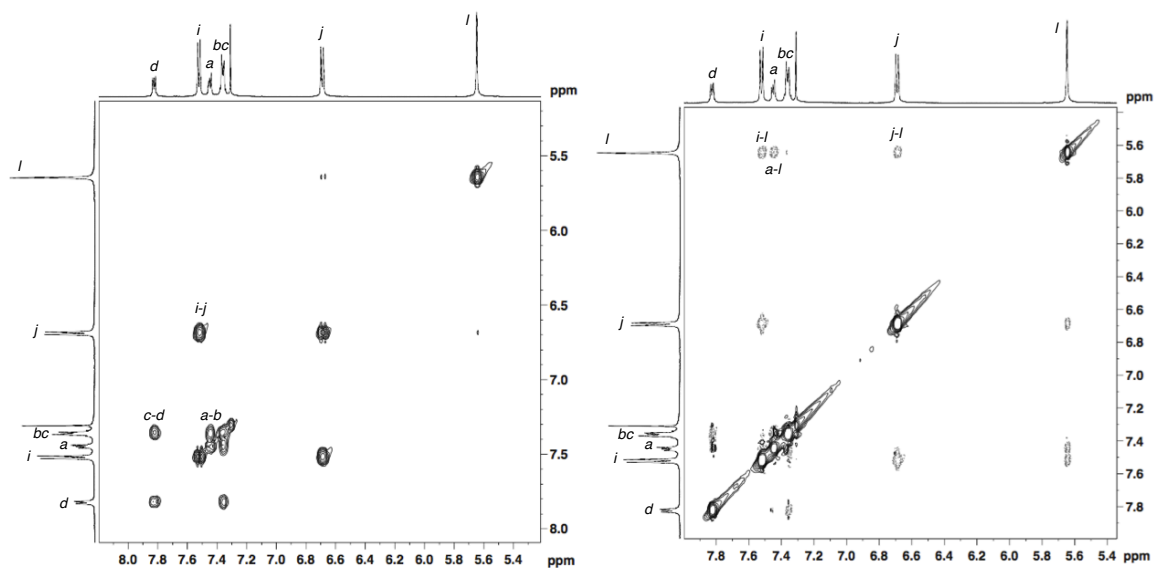 l
i
j
bc
a
d
ppm
l
5.5
6.0
i-j
j
6.5
7.0
c-d
a-b
bc
a
7.5
i
d
8.0
8.0 7.8 7.6 7.4 7.2 7.0 6.8 6.6 6.4 6.2 6.0 5.8 5.6 5.4 ppm
l
i
j
bc
a
d
ppm
i-l
j-l
l
5.6
a-l
5.8
6.0
6.2
6.4
6.6
j
6.8
7.0
7.2
bc
7.4
a
i
7.6
d
7.8
7.8 7.6 7.4 7.2 7.0 6.8 6.6 6.4 6.2 6.0 5.8 5.6 5.4 ppm